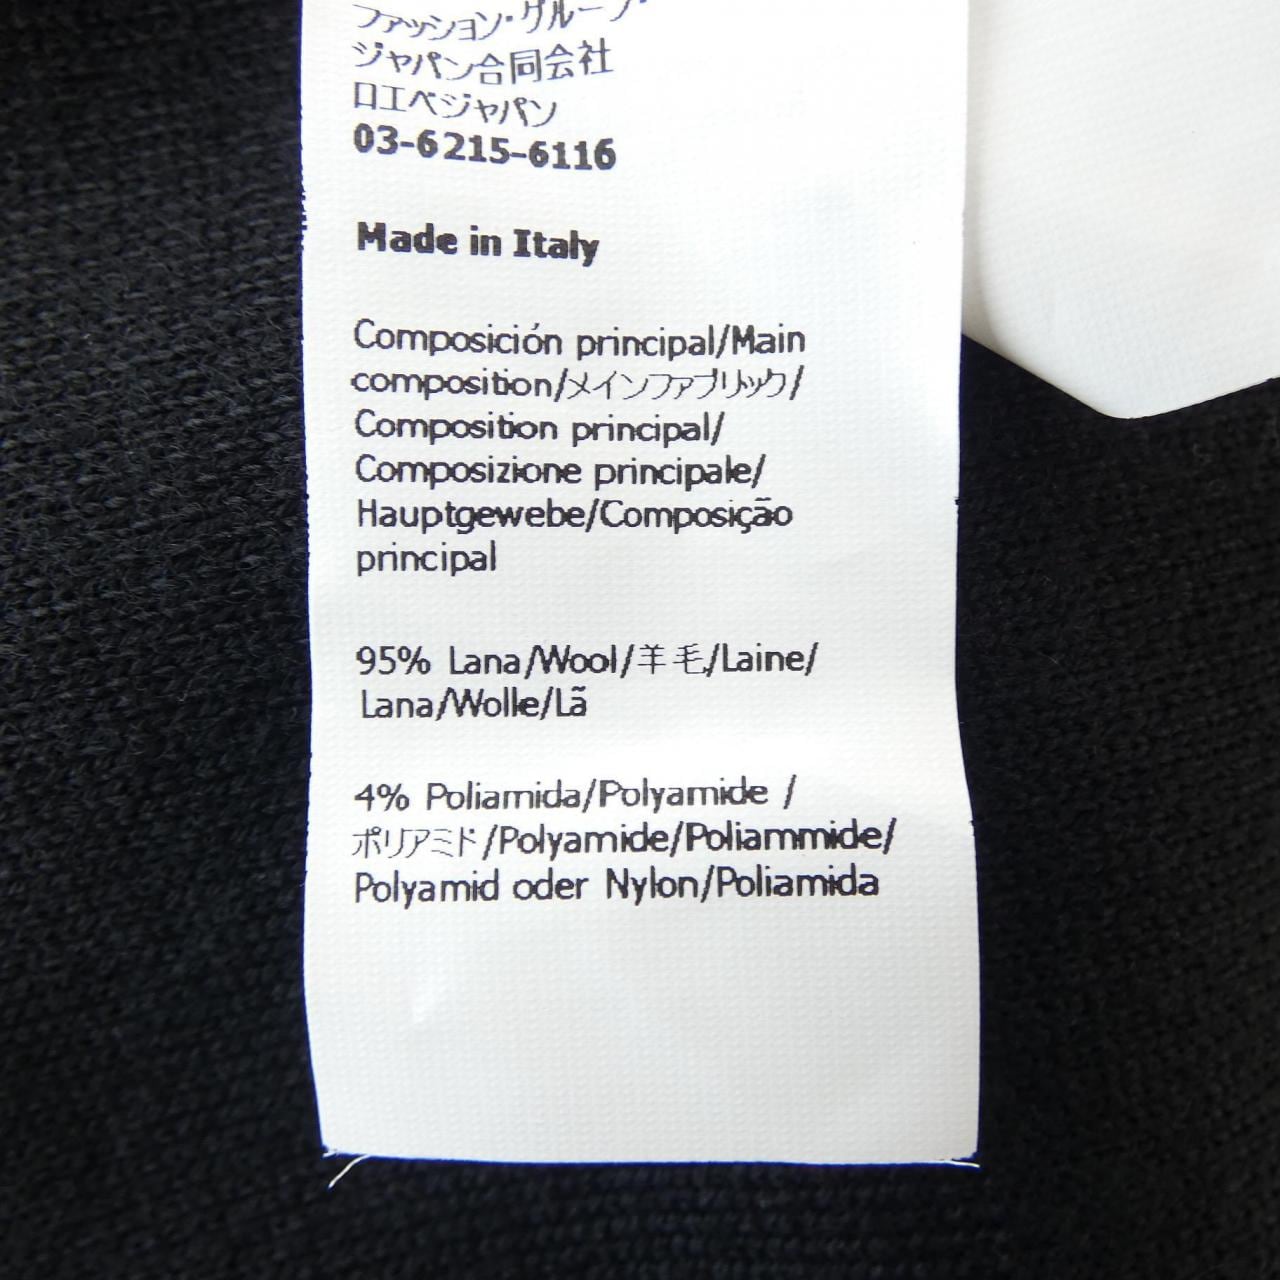 ファッション・グループ・
ジャパン合同会社
ロエベジャパン
03-6215-6116
Made in Italy
Composición principal/Main
composition/メインファブリック/
Composition principal/
Composizione principale/
Hauptgewebe/Composição
principal
95% Lana/Wool/羊毛/Laine/
Lana/Wolle/Lã
4% Poliamida/Polyamide /
ポリアミド/Polyamide/Poliammide/
Polyamid oder Nylon/Poliamida